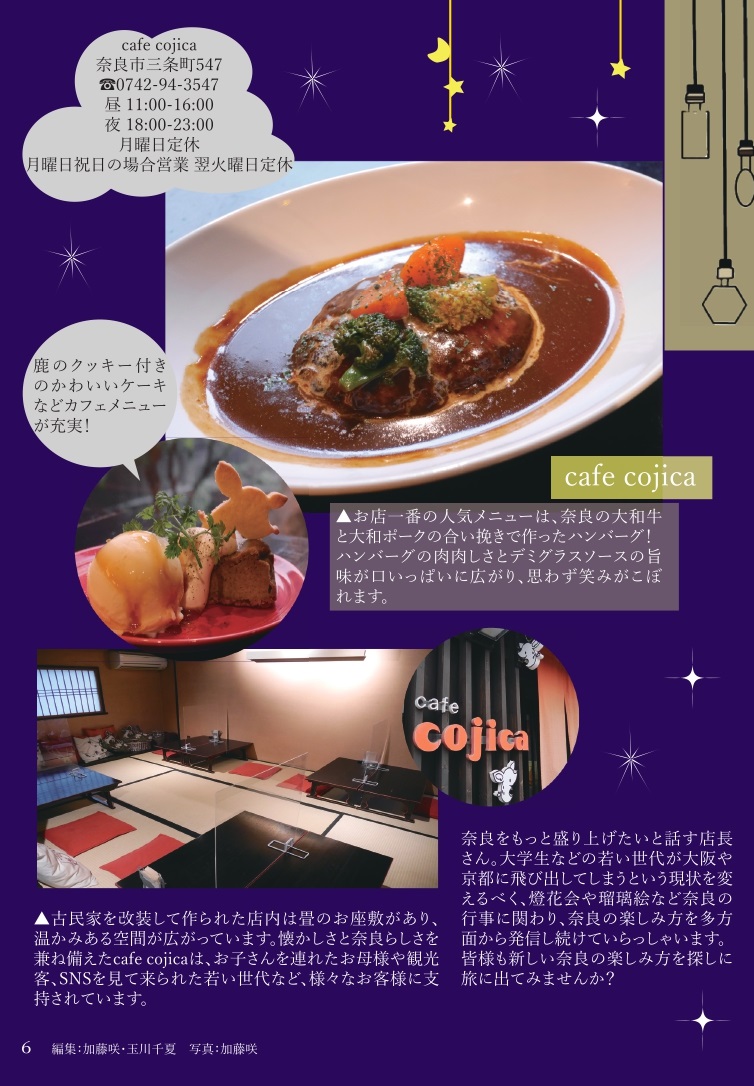 cafe cojica
奈良市三条町547
☎0742-94-3547
昼 11:00-16:00
夜 18:00-23:00
月曜日定休
月曜日祝日の場合営業 翌火曜日定休
鹿のクッキー付き
のかわいいケーキ
などカフェメニュー
が充実!
cafe cojica
▲お店一番の人気メニューは、奈良の大和牛
と大和ポークの合い挽きで作ったハンバーグ!
ハンバーグの肉肉しさとデミグラスソースの旨
味が口いっぱいに広がり、思わず笑みがこぼ
れます。
cafe
cojica
▲古民家を改装して作られた店内は畳のお座敷があり、
温かみある空間が広がっています。懐かしさと奈良らしさを
兼ね備えたcafe cojicaは、お子さんを連れたお母様や観光
客、SNSを見て来られた若い世代など、様々なお客様に支
持されています。
奈良をもっと盛り上げたいと話す店長
さん。大学生などの若い世代が大阪や
京都に飛び出してしまうという現状を変
えるべく、燈花会や瑠璃絵など奈良の
行事に関わり、奈良の楽しみ方を多方
面から発信し続けていらっしゃいます。
皆様も新しい奈良の楽しみ方を探しに
旅に出てみませんか?
6 編集:加藤咲・玉川千夏 写真:加藤咲